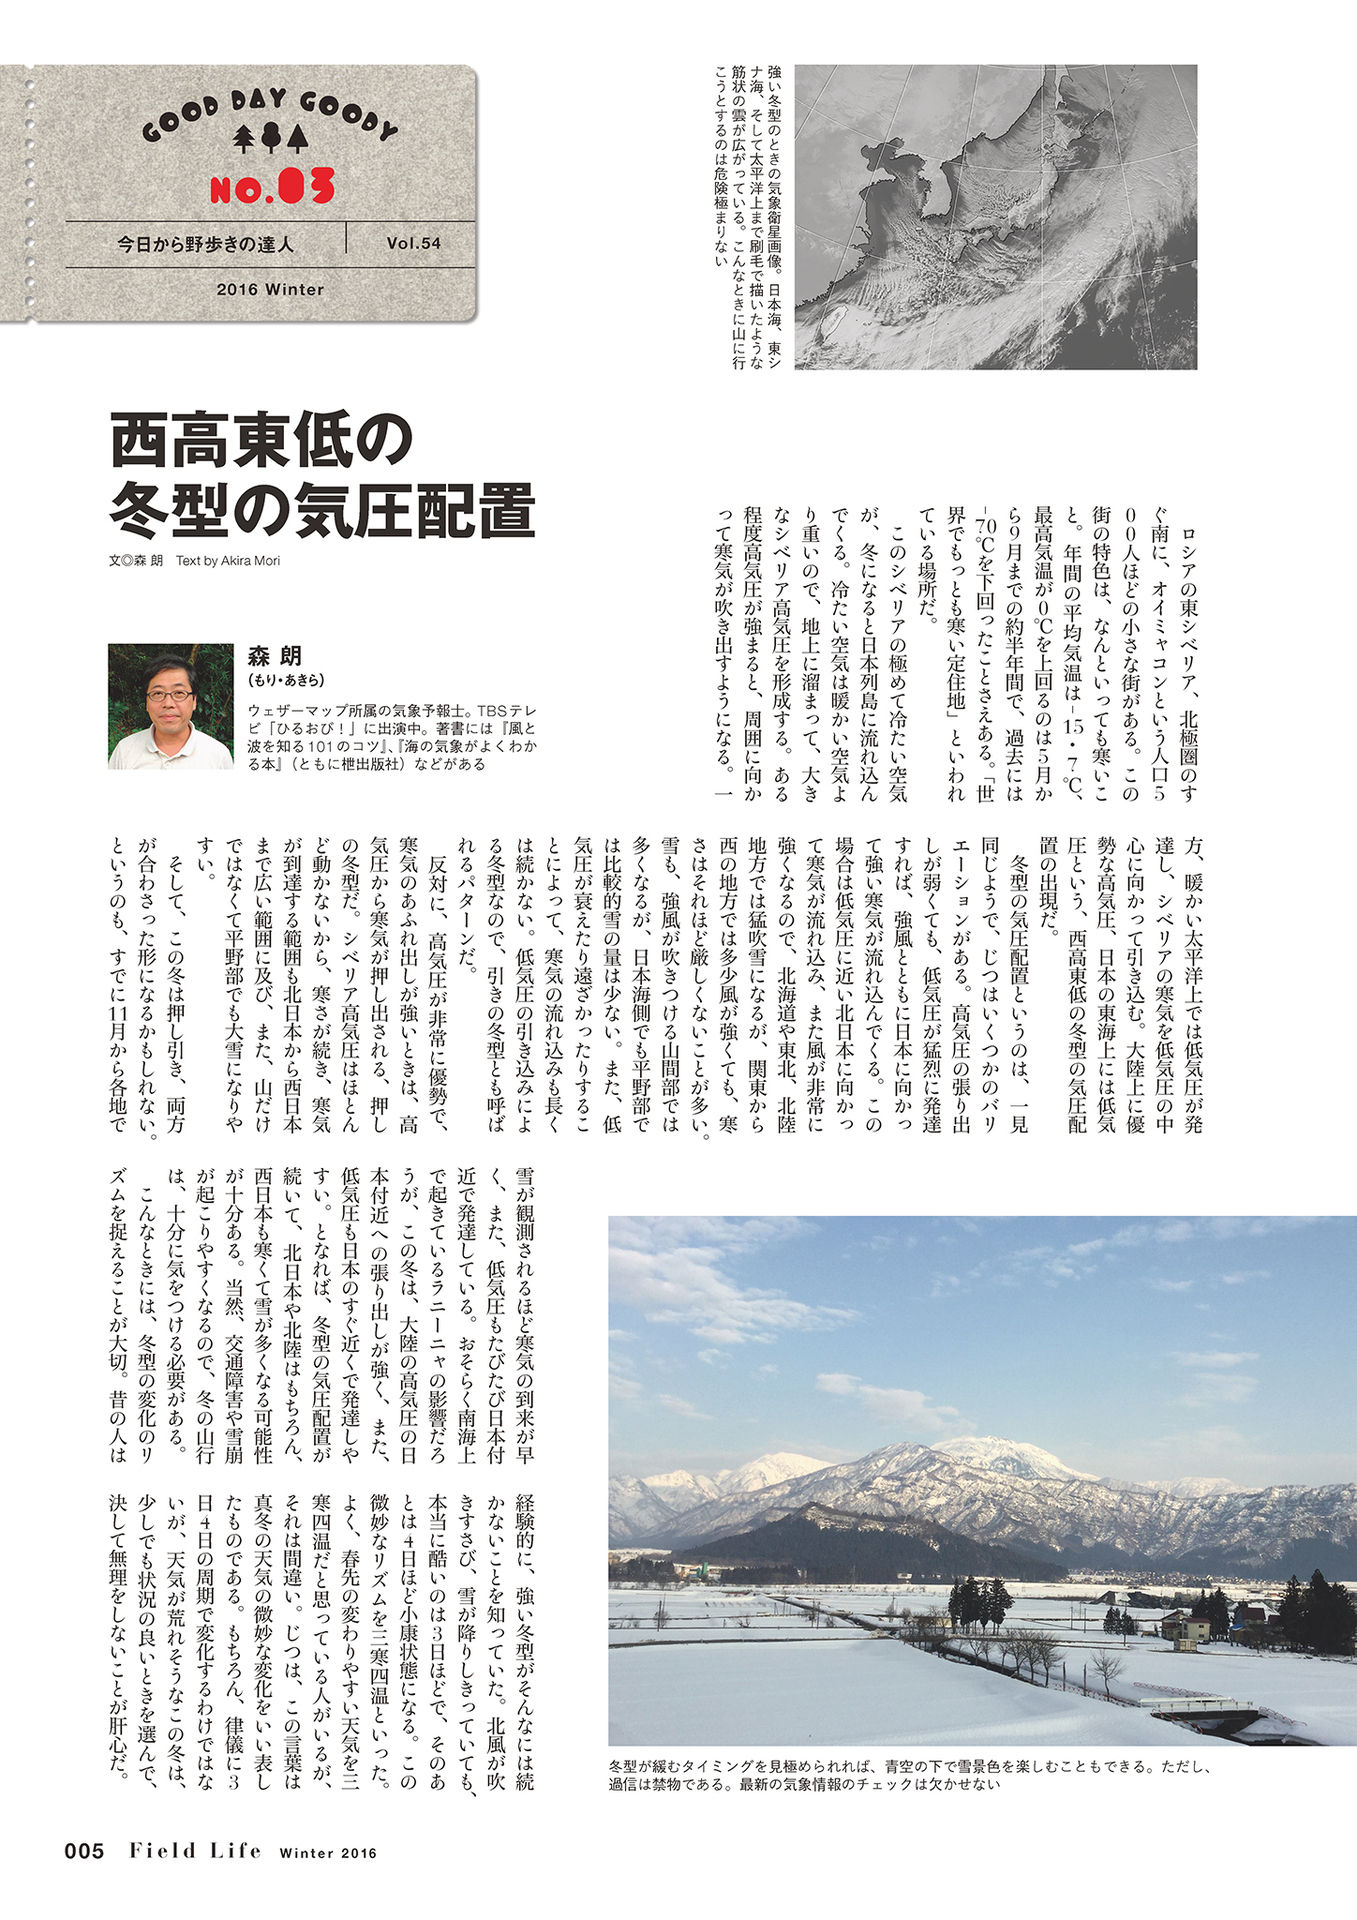 GOOD DAY GOODY
NO.03
今日から野歩きの達人
Vol.54
2016 Winter
強い冬型のときの気象衛星画像。日本海、東シ
ナ海、そして太平洋上まで刷毛で描いたような
筋状の雲が広がっている。こんなときに山に行
こうとするのは危険極まりない
西高東低の
冬型の気圧配置
文◎森 朗 Text by Akira Mori
森 朗
(もり・あきら)
ウェザーマップ所属の気象予報士。TBSテレ
ビ「ひるおび！」に出演中。著書には『風と
波を知る101のコツ』、『海の気象がよくわか
る本』（ともに枻出版社）などがある
ロシアの東シベリア、北極圏のす
ぐ南に、オイミャコンという人口5
00人ほどの小さな街がある。この
街の特色は、なんといっても寒いこ
と。年間の平均気温は-15・7℃、
最高気温が0℃を上回るのは5月か
ら9月までの約半年間で、過去には
-70℃を下回ったことさえある。「世
界でもっとも寒い定住地」といわれ
ている場所だ。
このシベリアの極めて冷たい空気
が、冬になると日本列島に流れ込ん
でくる。冷たい空気は暖かい空気よ
り重いので、地上に溜まって、大き
なシベリア高気圧を形成する。ある
程度高気圧が強まると、周囲に向か
って寒気が吹き出すようになる。一
方、暖かい太平洋上では低気圧が発
達し、シベリアの寒気を低気圧の中
心に向かって引き込む。大陸上に優
勢な高気圧、日本の東海上には低気
圧という、西高東低の冬型の気圧配
置の出現だ。
冬型の気圧配置というのは、一見
同じようで、じつはいくつかのバリ
エーションがある。高気圧の張り出
しが弱くても、低気圧が猛烈に発達
すれば、強風とともに日本に向かっ
て強い寒気が流れ込んでくる。この
場合は低気圧に近い北日本に向かっ
て寒気が流れ込み、また風が非常に
強くなるので、北海道や東北、北陸
地方では猛吹雪になるが、関東から
西の地方では多少風が強くても、寒
さはそれほど厳しくないことが多い。
雪も、強風が吹きつける山間部では
多くなるが、日本海側でも平野部で
は比較的雪の量は少ない。また、低
気圧が衰えたり遠ざかったりするこ
とによって、寒気の流れ込みも長く
は続かない。低気圧の引き込みによ
る冬型なので、引きの冬型とも呼ば
れるパターンだ。
反対に、高気圧が非常に優勢で、
寒気のあふれ出しが強いときは、高
気圧から寒気が押し出される、押し
の冬型だ。シベリア高気圧はほとん
ど動かないから、寒さが続き、寒気
が到達する範囲も北日本から西日本
まで広い範囲に及び、また、山だけ
ではなくて平野部でも大雪になりや
すい。
そして、この冬は押し引き、両方
が合わさった形になるかもしれない。
というのも、すでに11月から各地で
雪が観測されるほど寒気の到来が早
く、また、低気圧もたびたび日本付
近で発達している。おそらく南海上
で起きているラニーニャの影響だろ
うが、この冬は、大陸の高気圧の日
本付近への張り出しが強く、また、
低気圧も日本のすぐ近くで発達しや
すい。となれば、冬型の気圧配置が
続いて、北日本や北陸はもちろん、
西日本も寒くて雪が多くなる可能性
が十分ある。当然、交通障害や雪崩
が起こりやすくなるので、冬の山行
は、十分に気をつける必要がある。
こんなときには、冬型の変化のリ
ズムを捉えることが大切。昔の人は
経験的に、強い冬型がそんなには続
かないことを知っていた。北風が吹
きすさび、雪が降りしきっていても、
本当に酷いのは3日ほどで、そのあ
とは4日ほど小康状態になる。この
微妙なリズムを三寒四温といった。
よく、春先の変わりやすい天気を三
寒四温だと思っている人がいるが、
それは間違い。じつは、この言葉は
真冬の天気の微妙な変化をいい表し
たものである。もちろん、律儀に3
日4日の周期で変化するわけではな
いが、天気が荒れそうなこの冬は、
少しでも状況の良いときを選んで、
決して無理をしないことが肝心だ。
冬型が緩むタイミングを見極められれば、青空の下で雪景色を楽しむこともできる。ただし、
過信は禁物である。最新の気象情報のチェックは欠かせない
005 Field Life Winter 2016